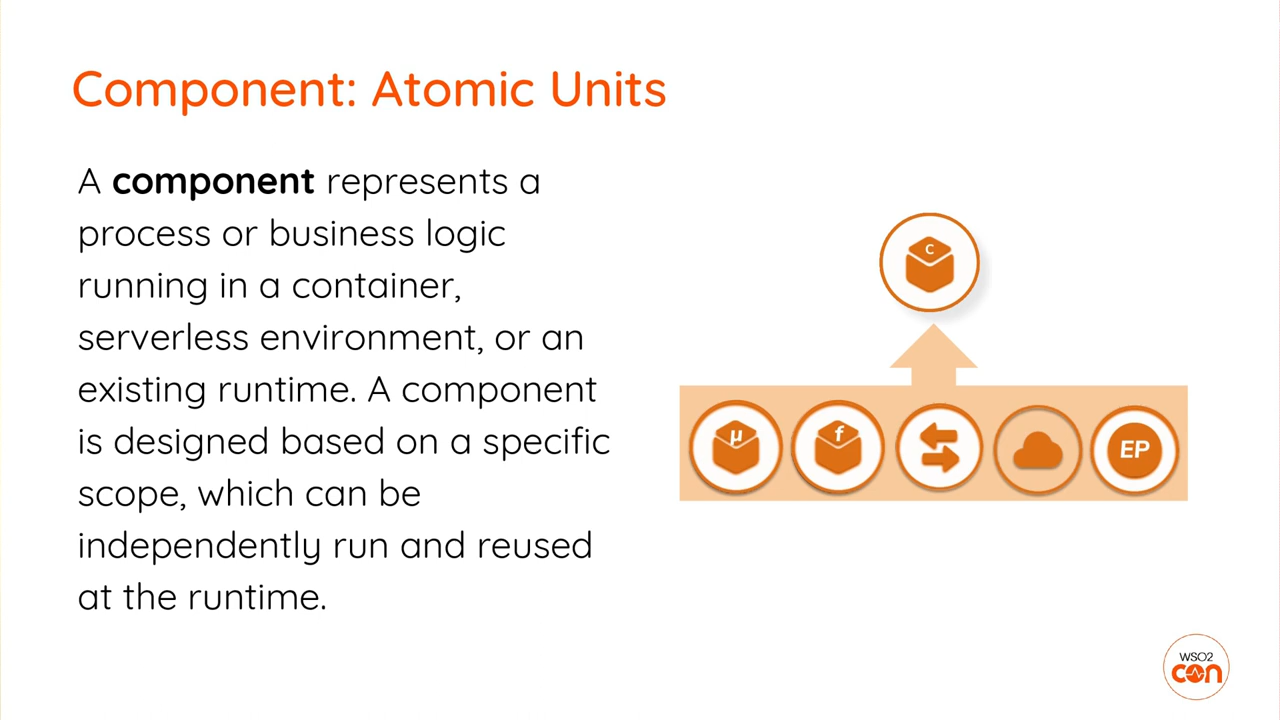 Component: Atomic Units
A component represents a
process or business logic
running in a container,
serverless environment, or an
existing runtime. A component
is designed based on a specific
scope, which can be
independently run and reused
at the runtime.
C
μ
f
EP
WSO2
con